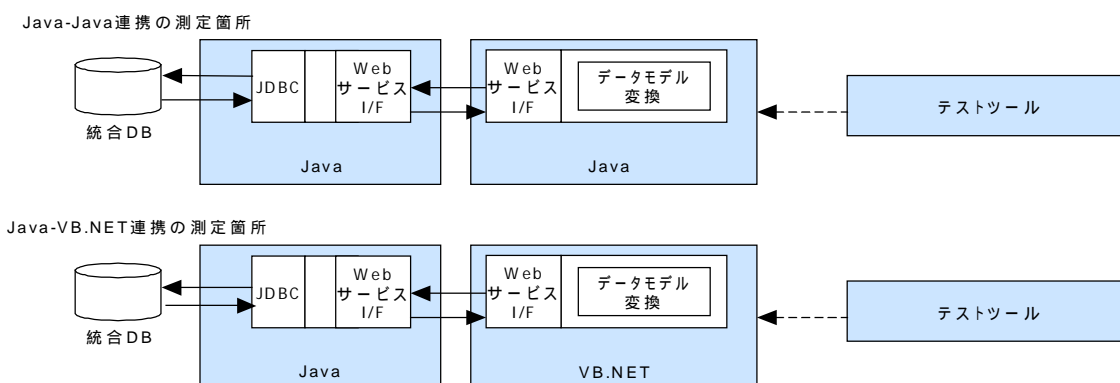 Java-Java連携の測定箇所
統合DB
JDBC
Web
サービス
I/F
Java
Web
サービス
I/F
データモデル
変換
Java
テストツール
Java-VB.NET連携の測定箇所
統合DB
JDBC
Web
サービス
I/F
Java
Web
サービス
I/F
データモデル
変換
VB.NET
テストツール